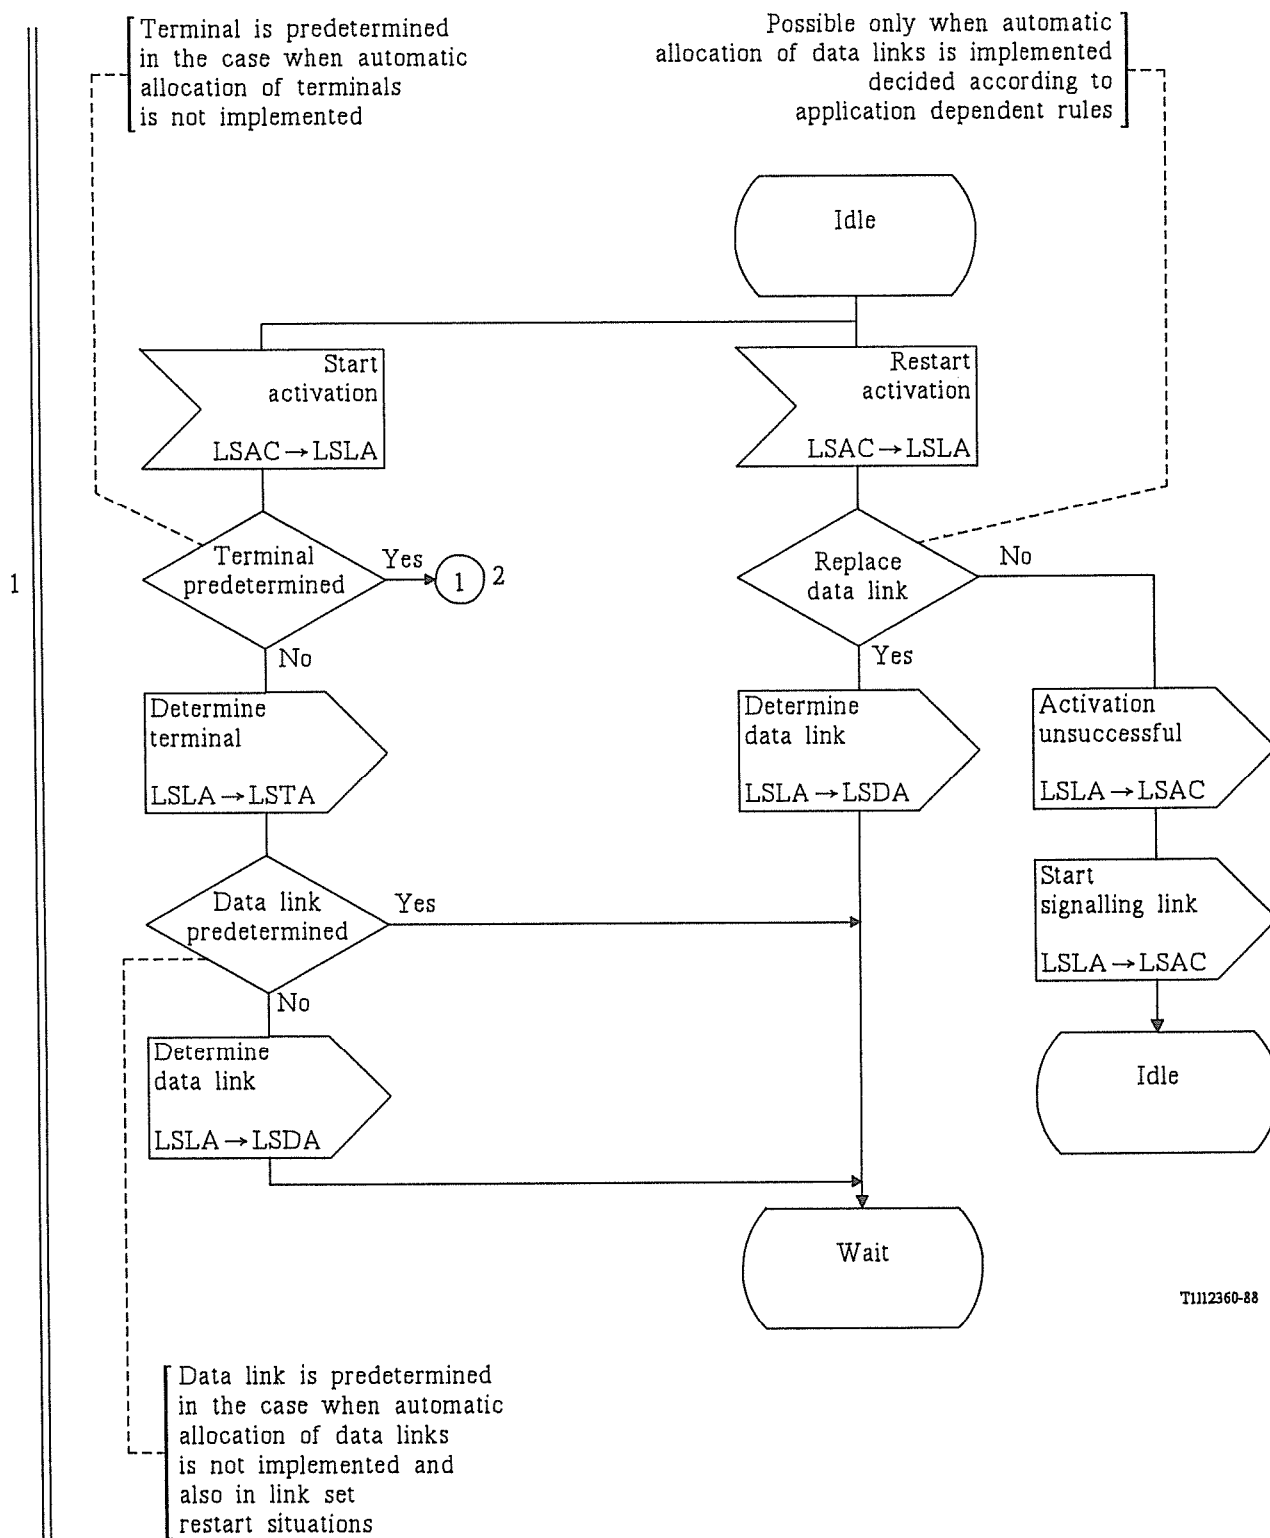 Terminal is predetermined
in the case when automatic
allocation of terminals
is not implemented
Possible only when automatic
allocation of data links is implemented
decided according to
application dependent rules
Idle
Start
activation
LSAC→LSLA
Restart
activation
LSAC→LSLA
1
Terminal
predetermined
Yes
1
2
No
Replace
data link
No
Yes
Determine
terminal
LSLA→LSTA
Determine
data link
LSLA→LSDA
Activation
unsuccessful
LSLA→LSAC
Data link
predetermined
Yes
No
Start
signalling link
LSLA→LSAC
Determine
data link
LSLA→LSDA
Idle
Wait
T1112360-88
Data link is predetermined
in the case when automatic
allocation of data links
is not implemented and
also in link set
restart situations